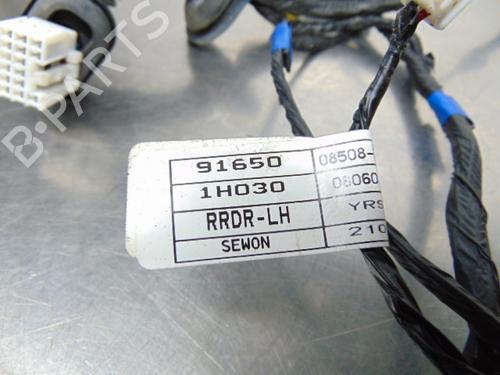 B-PARTS
91650 08508-
1H030 08060
RRDR-LH YRS
SEWON 210